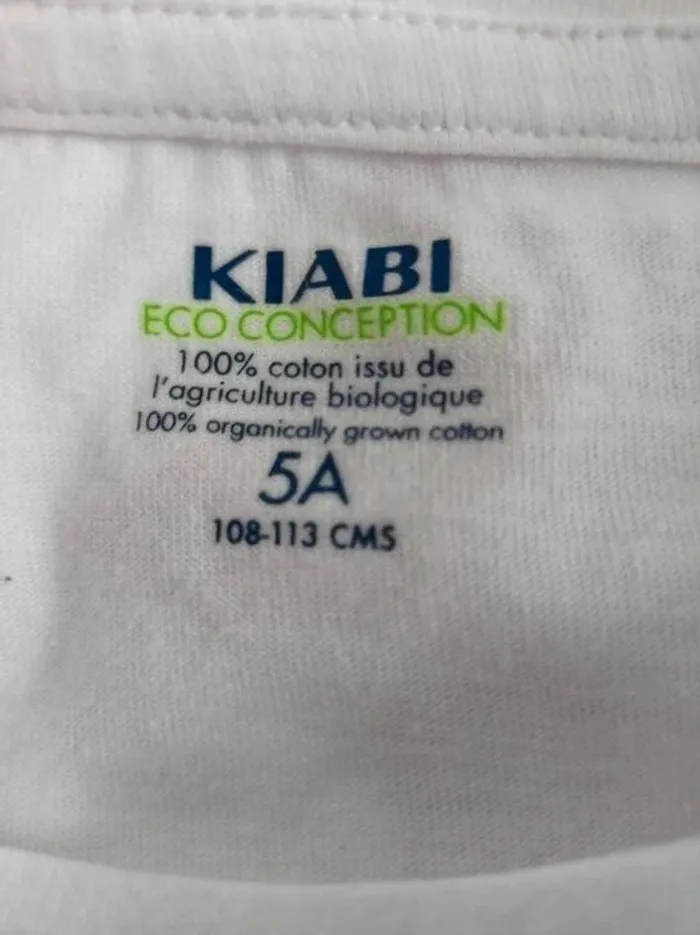 KIABI
ECO CONCEPTION
100% coton issu de
l'agriculture biologique
100% organically grown cotton
5A
108-113 CMS